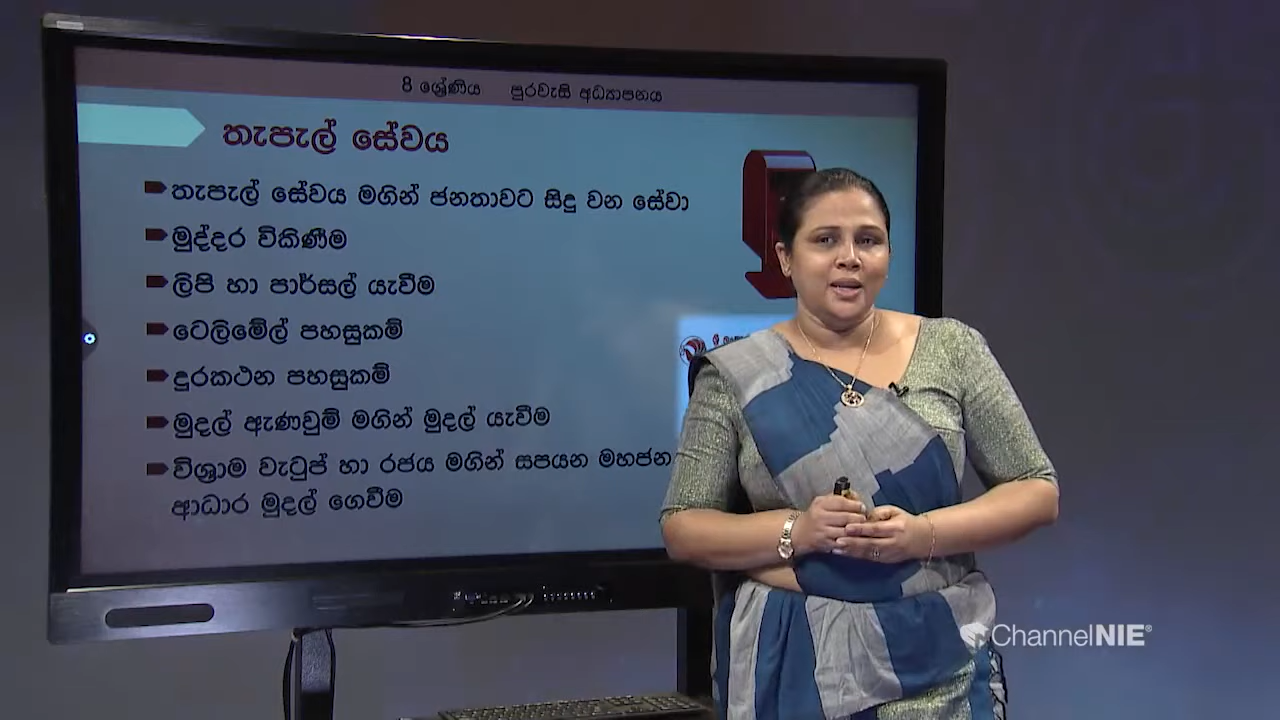 8 ශ්‍රේණිය පුරවැසි අධ්‍යාපනය
තැපැල් සේවය
තැපැල් සේවය මගින් ජනතාවට සිදු වන සේවා
මුද්දර විකිණීම
ලිපි හා පාර්සල් යැවීම
ටෙලිමේල් පහසුකම්
දුරකථන පහසුකම්
මුදල් ඇණවුම් මගින් මුදල් යැවීම
විශ්‍රාම වැටුප් හා රජය මගින් සපයන මහජන
ආධාර මුදල් ගෙවීම
ChannelNIE®